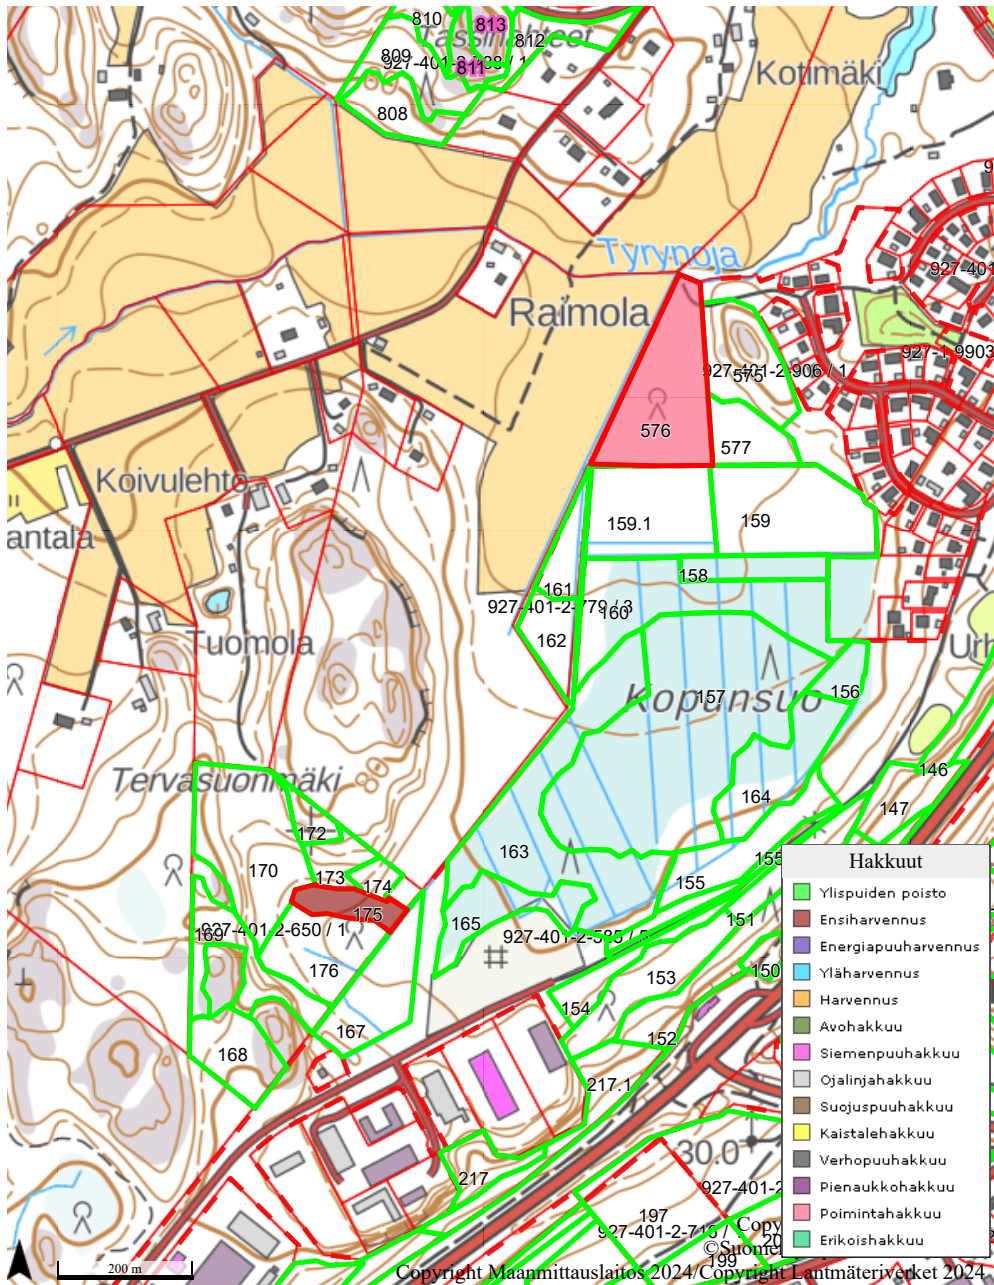 810
813
Tassinkreet
812
809
811
808
Kotimäki
Tyrynoja
927-401
Raimola
927-1-9903
927-401-2-906 / 1
575
576
577
Koivulehto
159.1
159
antala
158
161
927-401-2-779 / 3
160
162
Tuomola
Urh
Kopunsuo
157
156
Tervasuonmäki
146
164
147
172
163
155
170
173
174
155
175
165
151
169
927-401-2-650 / 1
927-401-2-585 / 5
176
153
150
154
167
152
168
217.1
30.0
217
927-401-2
197
927-401-2-713 /
199
Hakkuut
Ylispuiden poisto
Ensiharvennus
Energiapuuharvennus
Yläharvennus
Harvennus
Avohakkuu
Siemenpuuhakkuu
Ojalinjahakkuu
Suojuspuuhakkuu
Kaistalehakkuu
Verhopuuhakkuu
Pienaukkohakkuu
Poimintahakkuu
Erikoishakkuu
200 m
Copy
©Suomen
Copyright Maanmittauslaitos 2024/Copyright Lantmäteriverket 2024